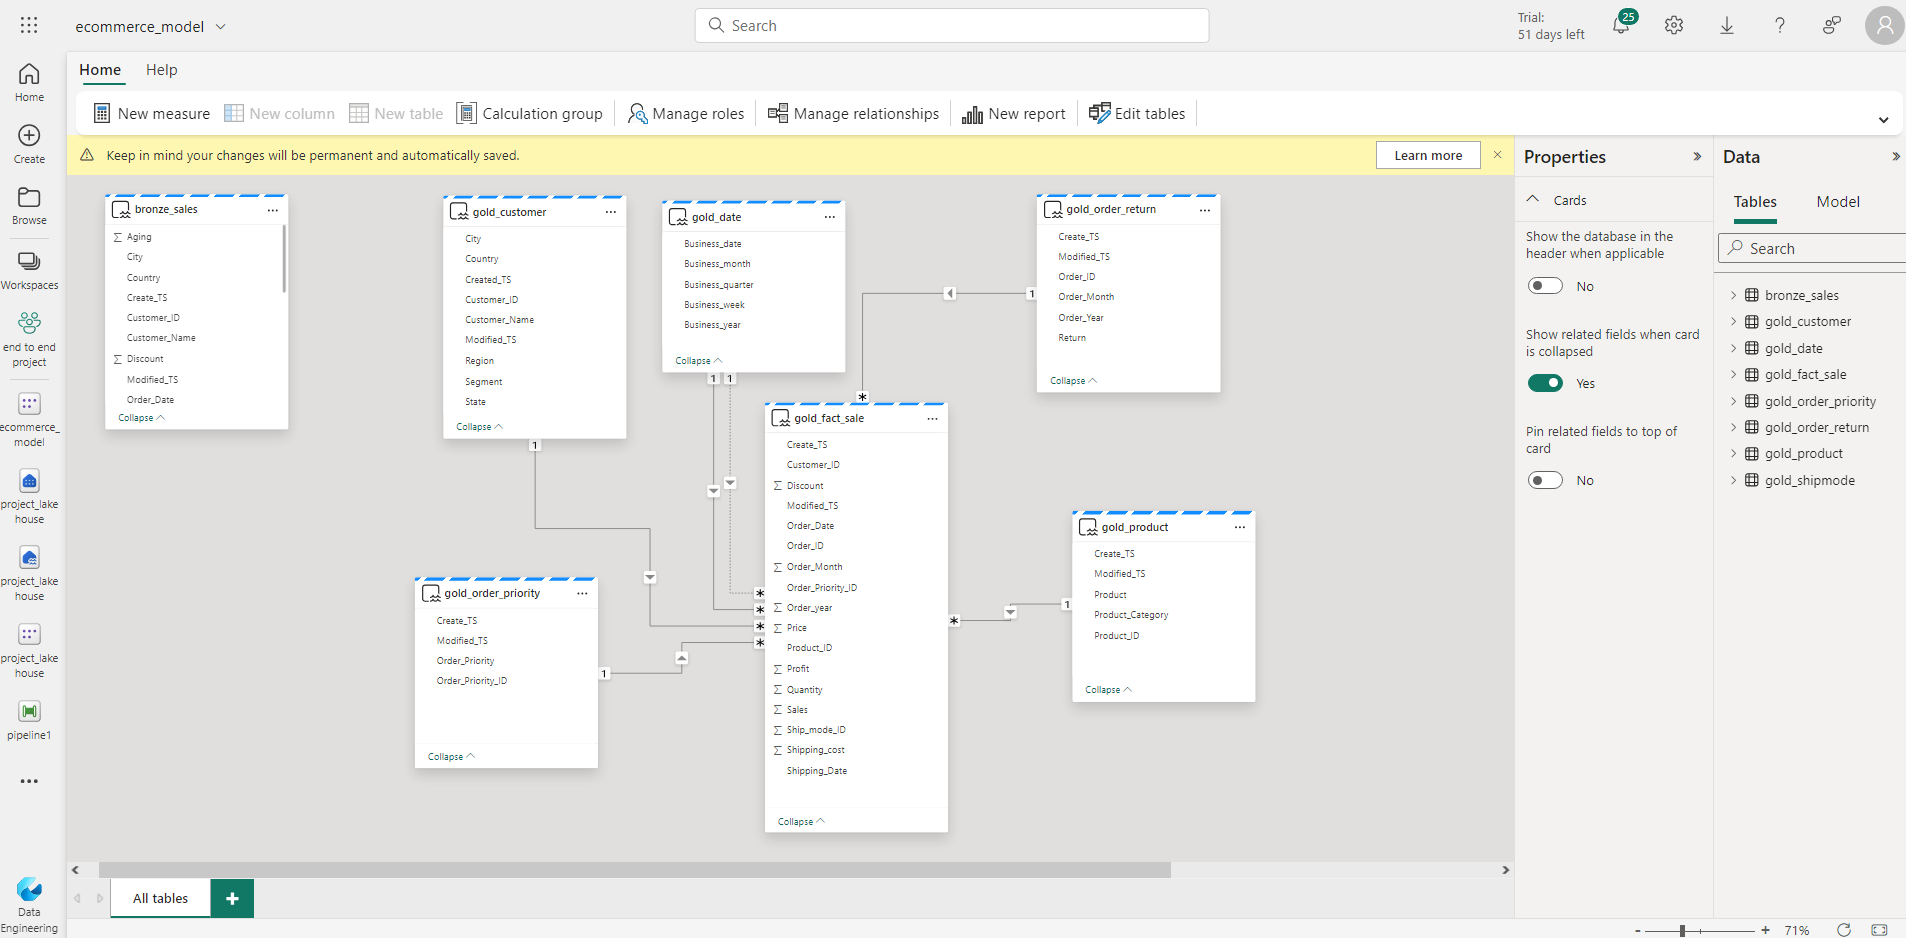 ecommerce_model
Search
Trial:
51 days left
25
Home
Create
Browse
Workspaces
end to end
project
ecommerce_
model
project_lake
house
project_lake
house
project_lake
house
pipeline1
Data
Engineering
Home
Help
New measure
New column
New table
Calculation group
Manage roles
Manage relationships
New report
Edit tables
Keep in mind your changes will be permanent and automatically saved.
Learn more
bronze_sales
Aging
City
Country
Create_TS
Customer_ID
Customer_Name
Discount
Modified_TS
Order_Date
Collapse
gold_customer
City
Country
Created_TS
Customer_ID
Customer_Name
Modified_TS
Region
Segment
State
Collapse
1
gold_date
Business_date
Business_month
Business_quarter
Business_week
Business_year
Collapse
1
1
gold_order_return
Create_TS
Modified_TS
Order_ID
Order_Month
Order_Year
Return
Collapse
1
*
gold_fact_sale
Create_TS
Customer_ID
Discount
Modified_TS
Order_Date
Order_ID
Order_Month
Order_Priority_ID
Order_year
Price
Product_ID
Profit
Quantity
Sales
Ship_mode_ID
Shipping_cost
Shipping_Date
Collapse
*
*
*
*
*
gold_order_priority
Create_TS
Modified_TS
Order_Priority
Order_Priority_ID
Collapse
1
gold_product
Create_TS
Modified_TS
Product
Product_Category
Product_ID
Collapse
1
All tables
+
Properties
Cards
Show the database in the
header when applicable
No
Show related fields when card
is collapsed
Yes
Pin related fields to top of
card
No
Data
Tables
Model
Search
bronze_sales
gold_customer
gold_date
gold_fact_sale
gold_order_priority
gold_order_return
gold_product
gold_shipmode
- + 71%